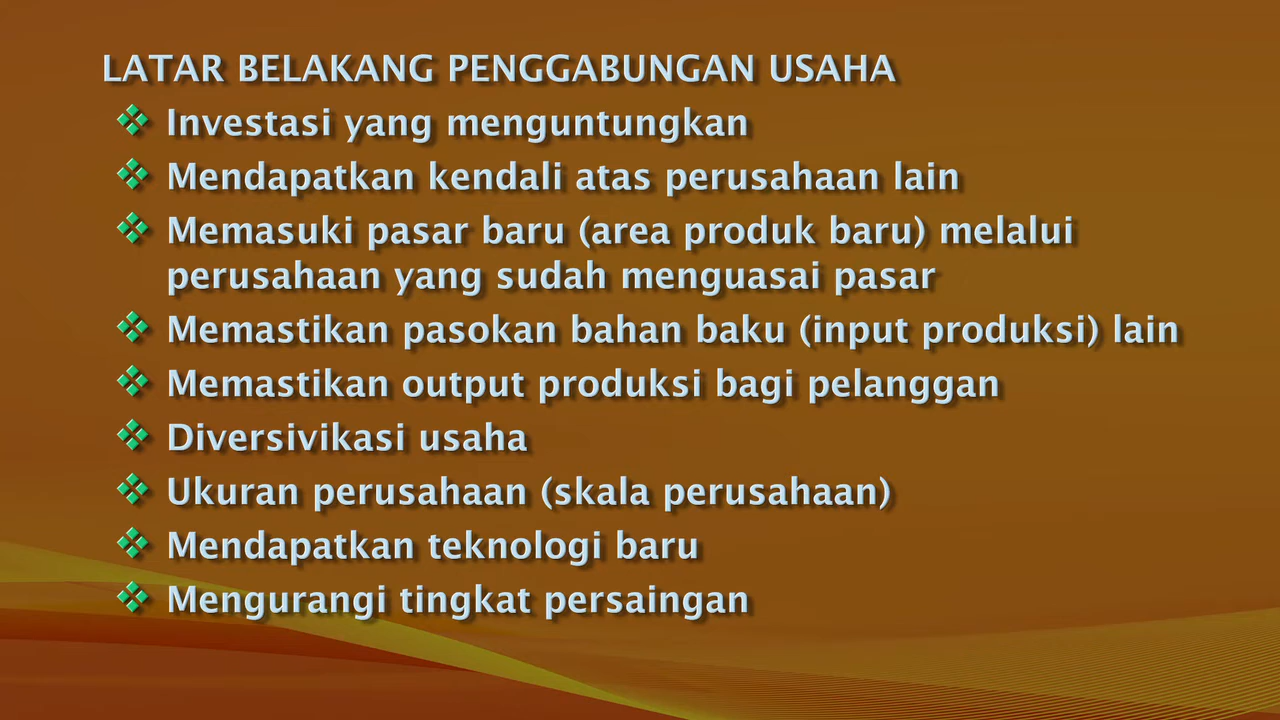 LATAR BELAKANG PENGGABUNGAN USAHA
Investasi yang menguntungkan
Mendapatkan kendali atas perusahaan lain
Memasuki pasar baru (area produk baru) melalui
perusahaan yang sudah menguasai pasar
Memastikan pasokan bahan baku (input produksi) lain
Memastikan output produksi bagi pelanggan
Diversivikasi usaha
Ukuran perusahaan (skala perusahaan)
Mendapatkan teknologi baru
Mengurangi tingkat persaingan